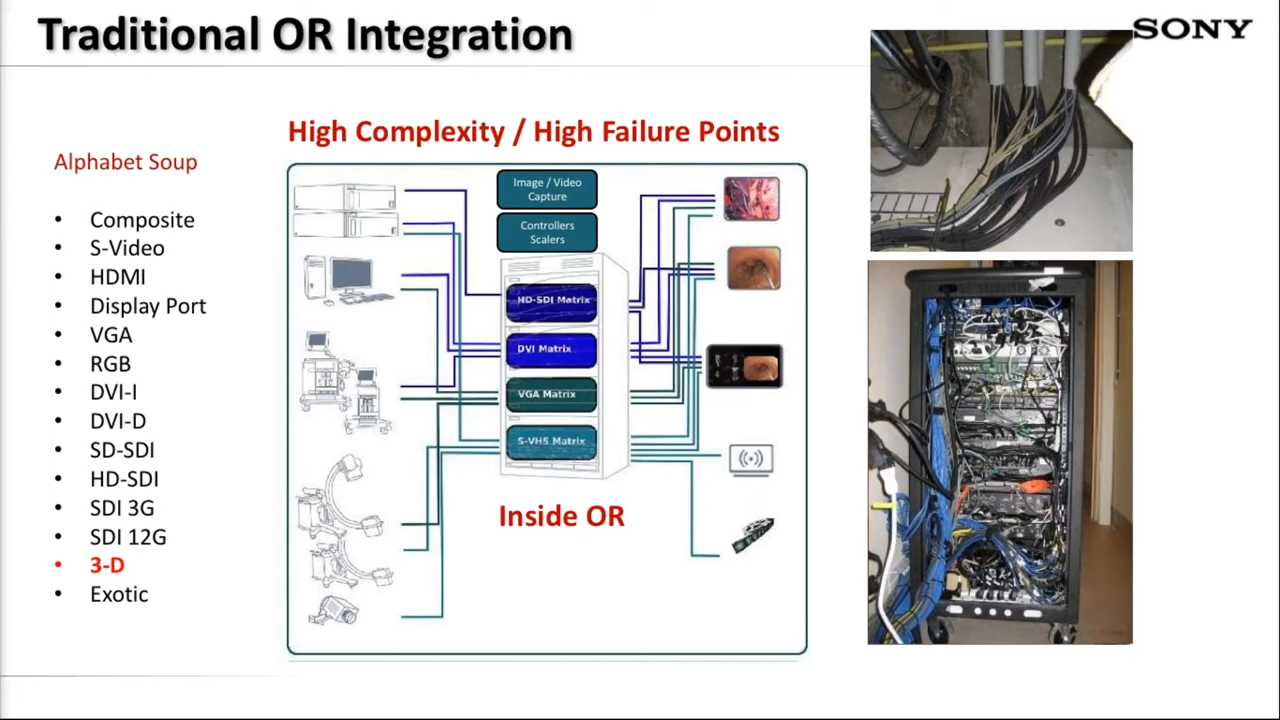 Traditional OR Integration
SONY
High Complexity / High Failure Points
Alphabet Soup
• Composite
• S-Video
• HDMI
• Display Port
• VGA
• RGB
• DVI-I
• DVI-D
• SD-SDI
• HD-SDI
• SDI 3G
• SDI 12G
• 3-D
• Exotic
Image / Video
Capture
Controllers
Scalers
HD-SDI Matrix
DVI Matrix
VGA Matrix
S-VHS Matrix
Inside OR